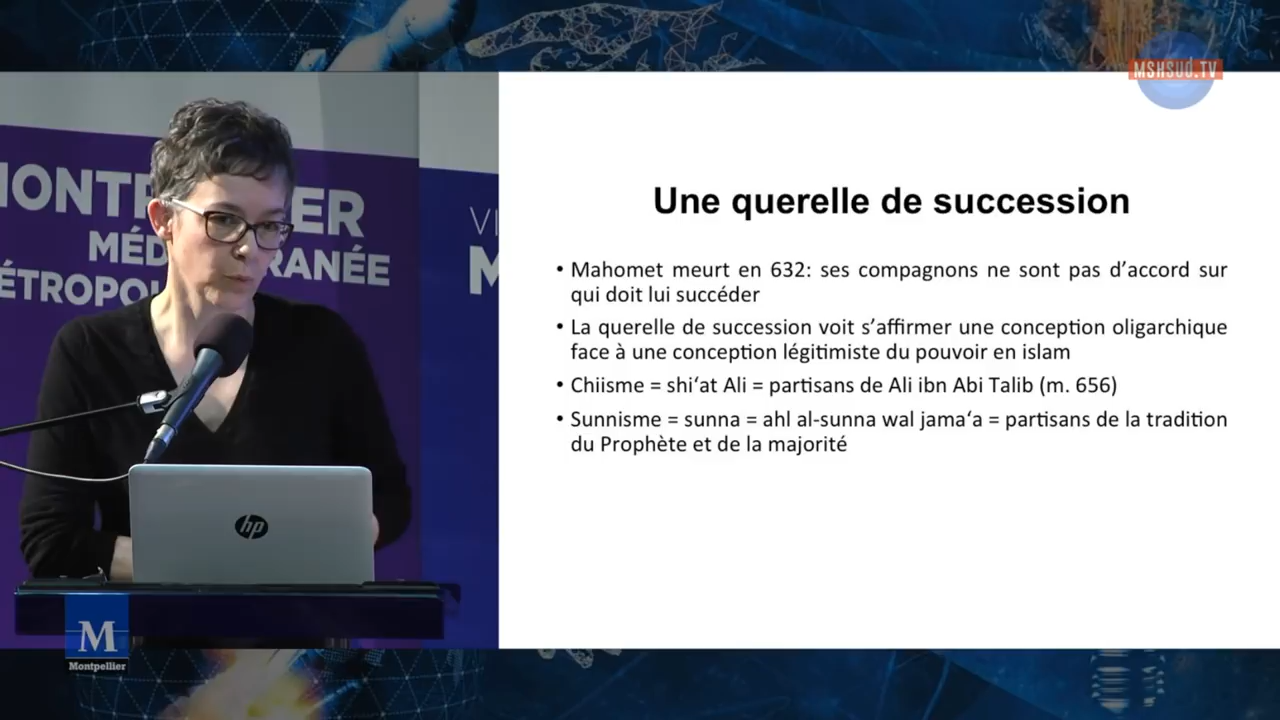 MSHSUD.TV
MONTPELLIER
MÉDITERRANÉE
MÉTROPOLE
VI
M
hp
M
Montpellier
Une querelle de succession
• Mahomet meurt en 632: ses compagnons ne sont pas d’accord sur
qui doit lui succéder
• La querelle de succession voit s’affirmer une conception oligarchique
face à une conception légitimiste du pouvoir en islam
• Chiisme = shi‘at Ali = partisans de Ali ibn Abi Talib (m. 656)
• Sunnisme = sunna = ahl al-sunna wal jama‘a = partisans de la tradition
du Prophète et de la majorité